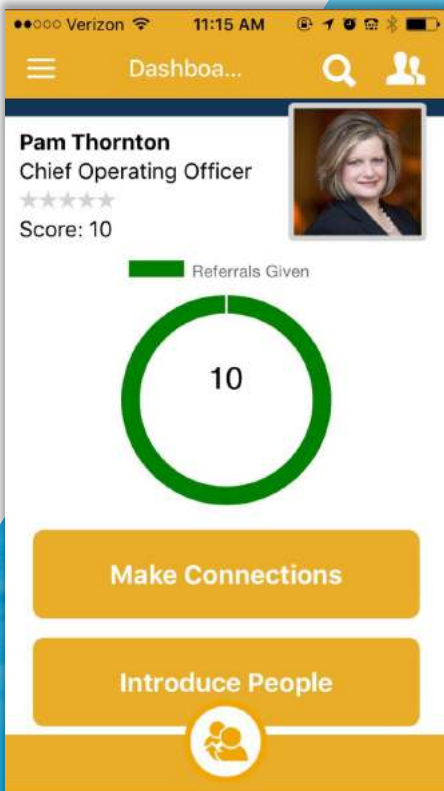 Verizon 11:15 AM
Dashboa...
Pam Thornton
Chief Operating Officer
Score: 10
Referrals Given
10
Make Connections
Introduce People